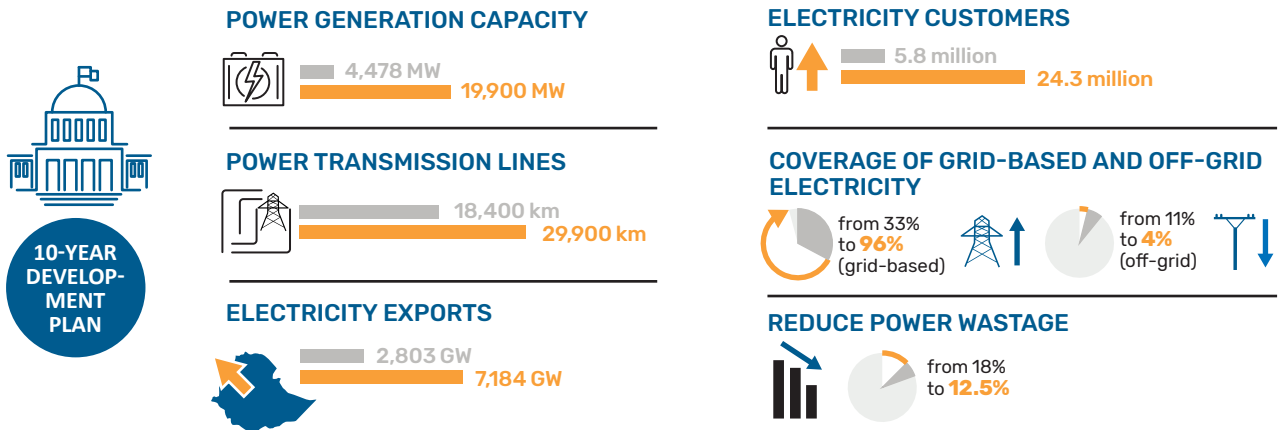 10-YEAR
DEVELOP-
MENT
PLAN
POWER GENERATION CAPACITY
4,478 MW
19,900 MW
POWER TRANSMISSION LINES
18,400 km
29,900 km
ELECTRICITY EXPORTS
2,803 GW
7,184 GW
ELECTRICITY CUSTOMERS
5.8 million
24.3 million
COVERAGE OF GRID-BASED AND OFF-GRID
ELECTRICITY
from 33%
to 96%
(grid-based)
from 11%
to 4%
(off-grid)
REDUCE POWER WASTAGE
from 18%
to 12.5%